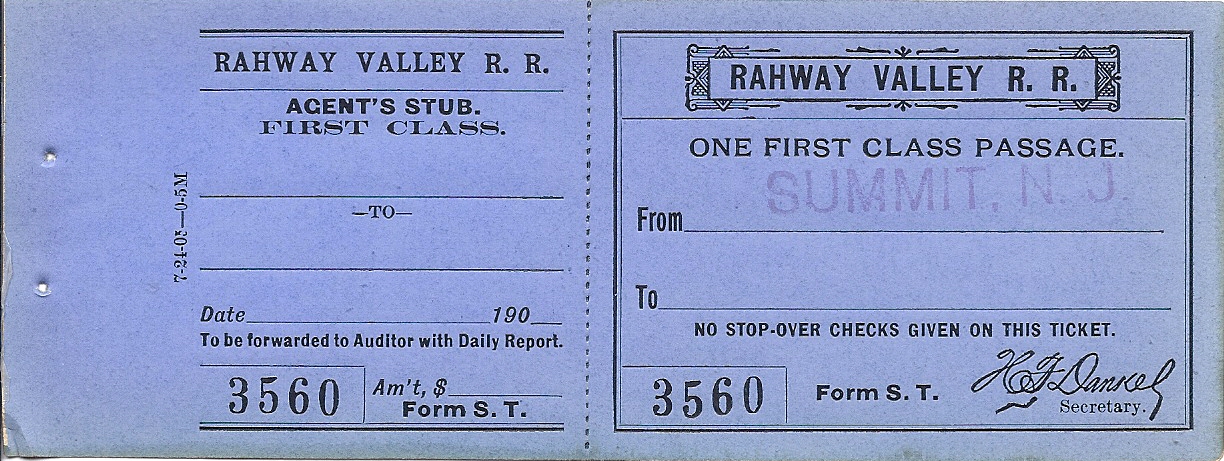 RAHWAY VALLEY R. R.
AGENT'S STUB.
FIRST CLASS.
—TO—
7-24-05—0-5M
Date 190
To be forwarded to Auditor with Daily Report.
3560
Am't, $
Form S. T.
RAHWAY VALLEY R. R.
ONE FIRST CLASS PASSAGE.
SUMMIT, N. J
From
To
NO STOP-OVER CHECKS GIVEN ON THIS TICKET.
3560
Form S. T.
H F Dankel
Secretary.